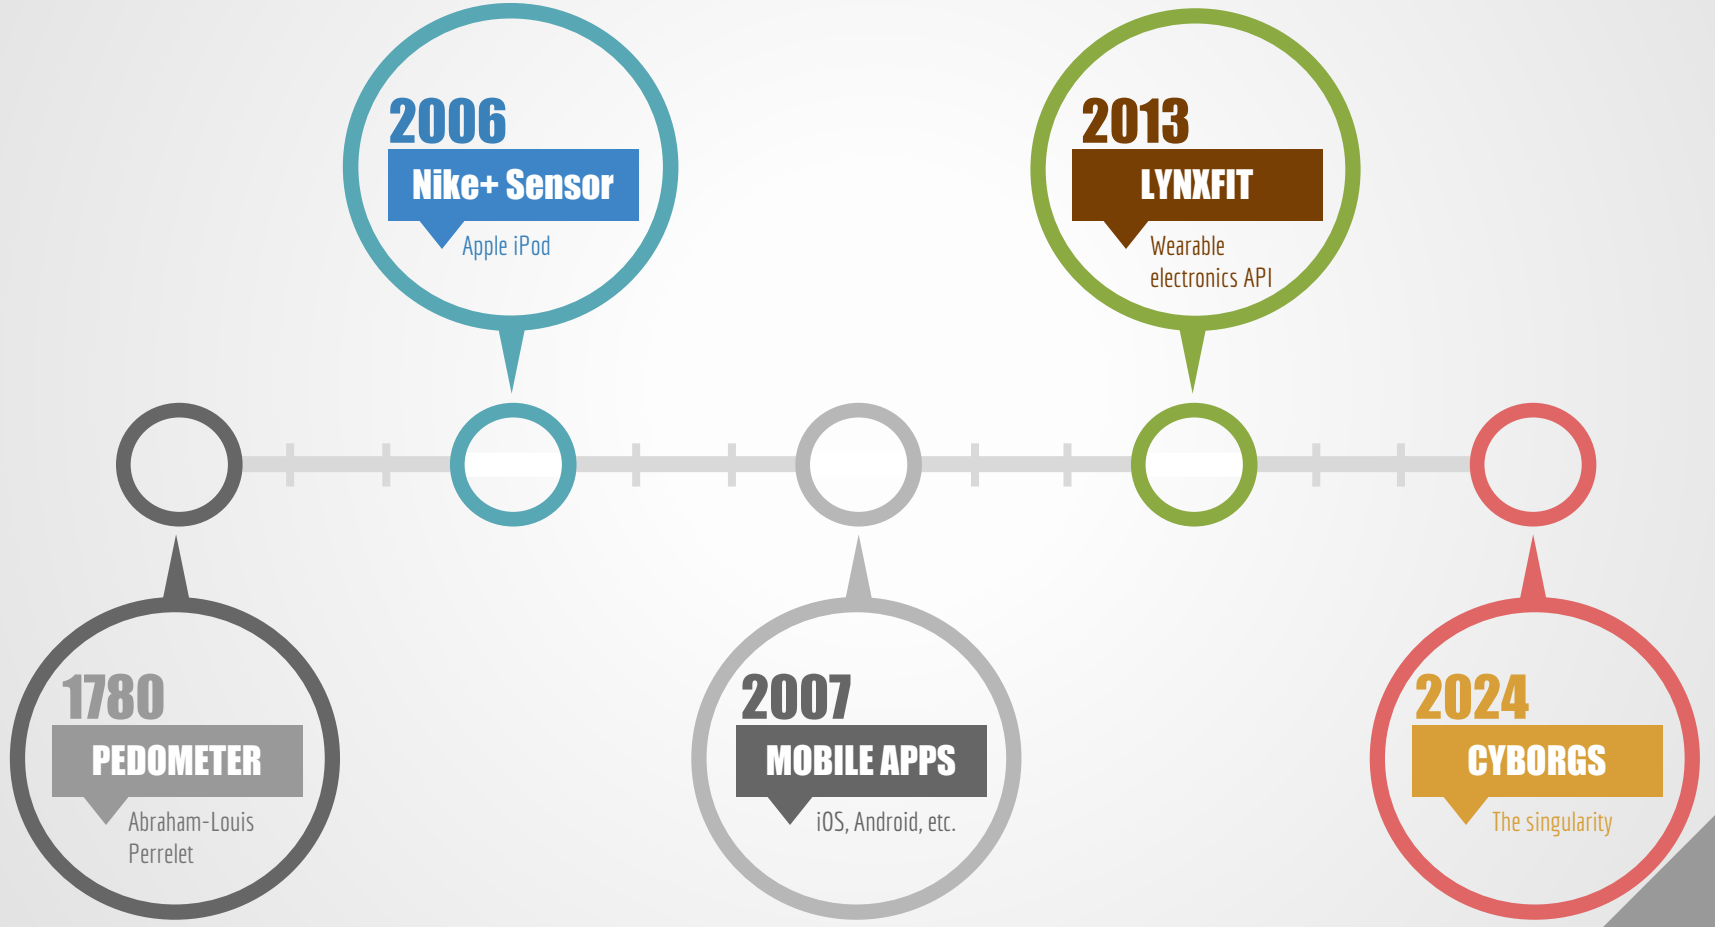 2006
Nike+ Sensor
Apple iPod
2013
LYNXFIT
Wearable
electronics API
1780
PEDOMETER
Abraham-Louis
Perrelet
2007
MOBILE APPS
iOS, Android, etc.
2024
CYBORGS
The singularity